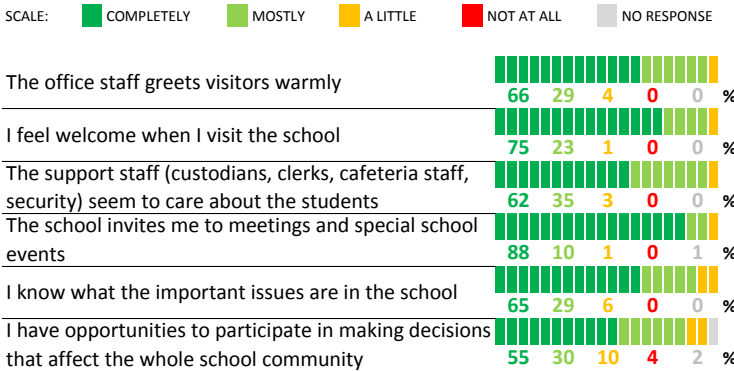 SCALE: COMPLETELY MOSTLY A LITTLE NOT AT ALL NO RESPONSE
The office staff greets visitors warmly
66 29 4 0 0 %
I feel welcome when I visit the school
75 23 1 0 0 %
The support staff (custodians, clerks, cafeteria staff,
security) seem to care about the students
62 35 3 0 0 %
The school invites me to meetings and special school
events
88 10 1 0 1 %
I know what the important issues are in the school
65 29 6 0 0 %
I have opportunities to participate in making decisions
that affect the whole school community
55 30 10 4 2 %